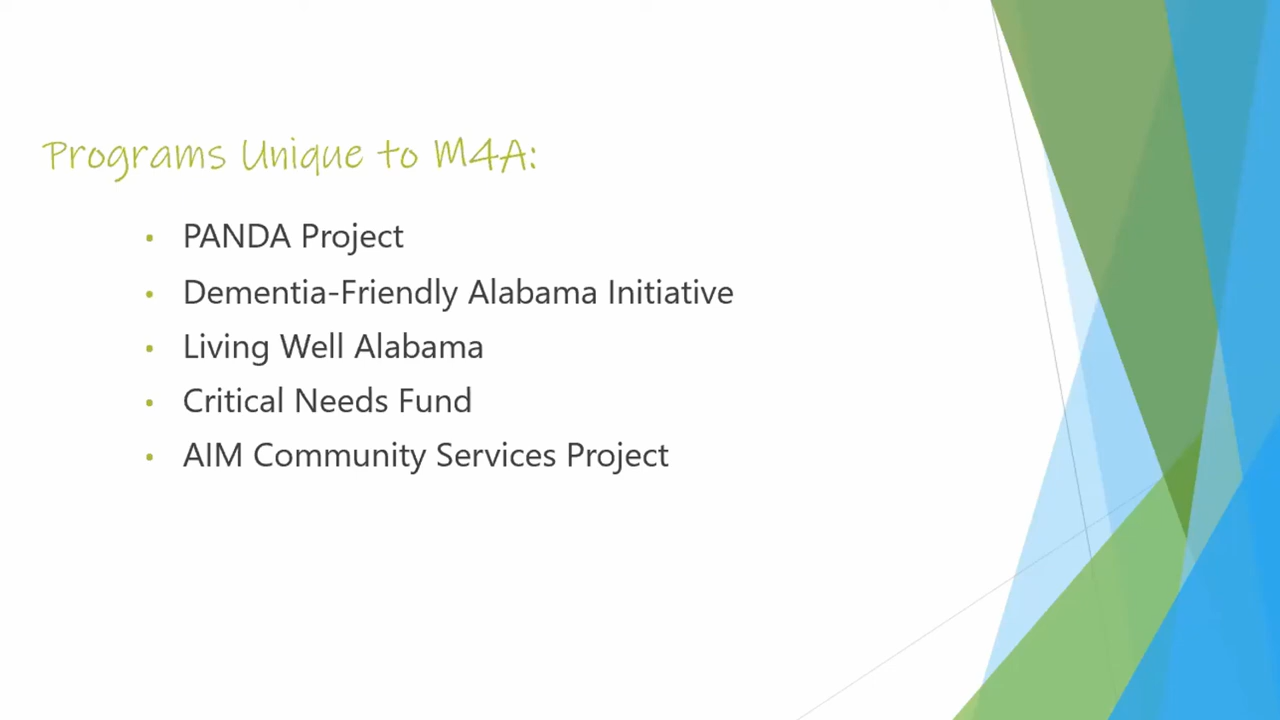 Programs Unique to M4A:
• PANDA Project
• Dementia-Friendly Alabama Initiative
• Living Well Alabama
• Critical Needs Fund
• AIM Community Services Project